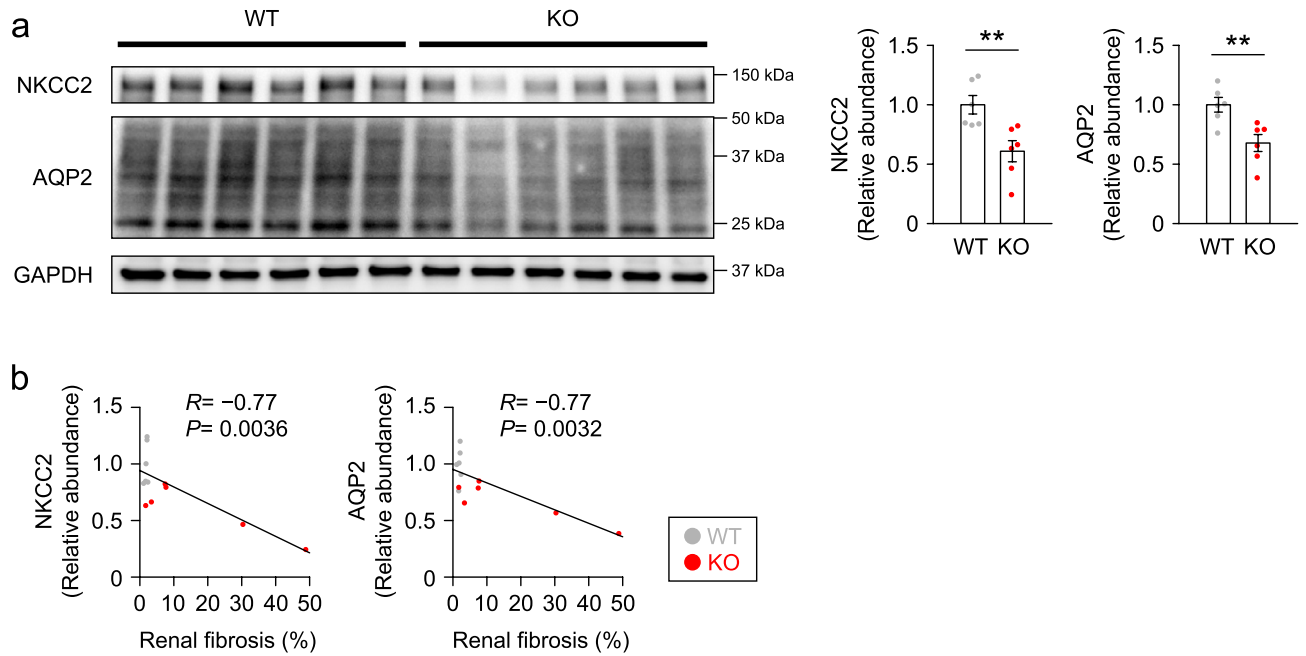 a
WT
KO
NKCC2
150 kDa
AQP2
50 kDa
37 kDa
25 kDa
GAPDH
37 kDa
NKCC2
(Relative abundance)
1.5
1.0
0.5
0
**
WT KO
AQP2
(Relative abundance)
1.5
1.0
0.5
0
**
WT KO
b
NKCC2
(Relative abundance)
1.5
1.0
0.5
0
R= −0.77
P= 0.0036
0 10 20 30 40 50
Renal fibrosis (%)
AQP2
(Relative abundance)
1.5
1.0
0.5
0
R= −0.77
P= 0.0032
0 10 20 30 40 50
Renal fibrosis (%)
WT
KO